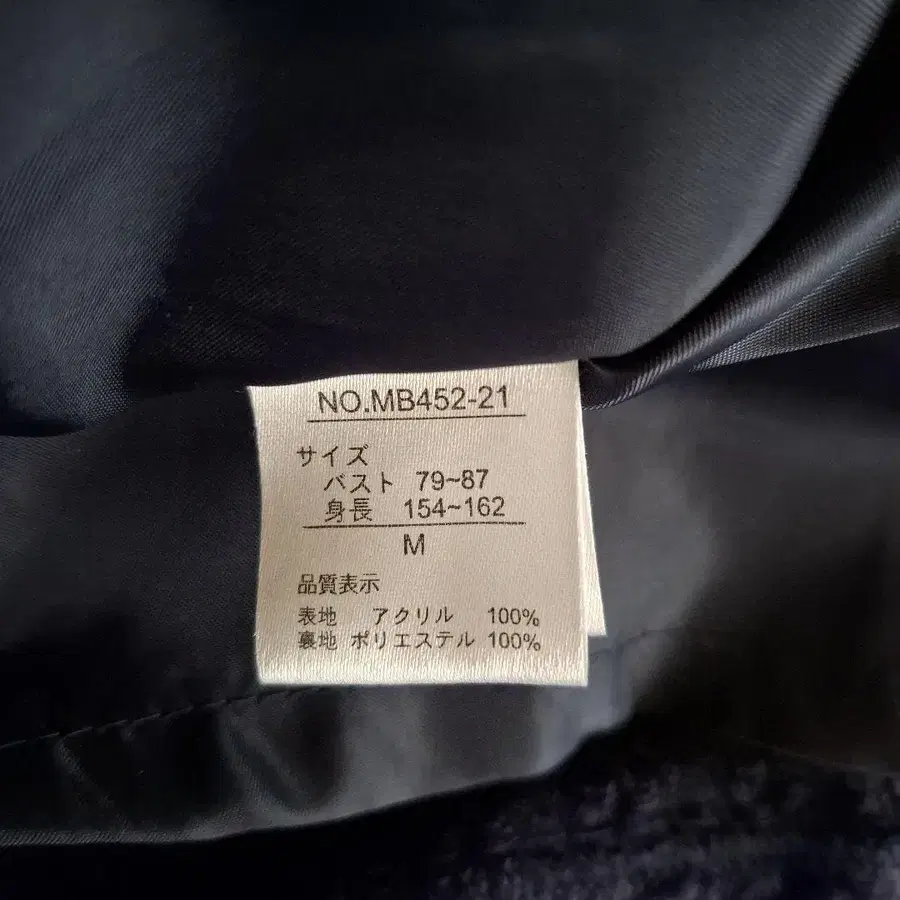 NO.MB452-21
サイズ
バスト 79~87
身長 154~162
M
品質表示
表地 アクリル 100%
裏地 ポリエステル 100%